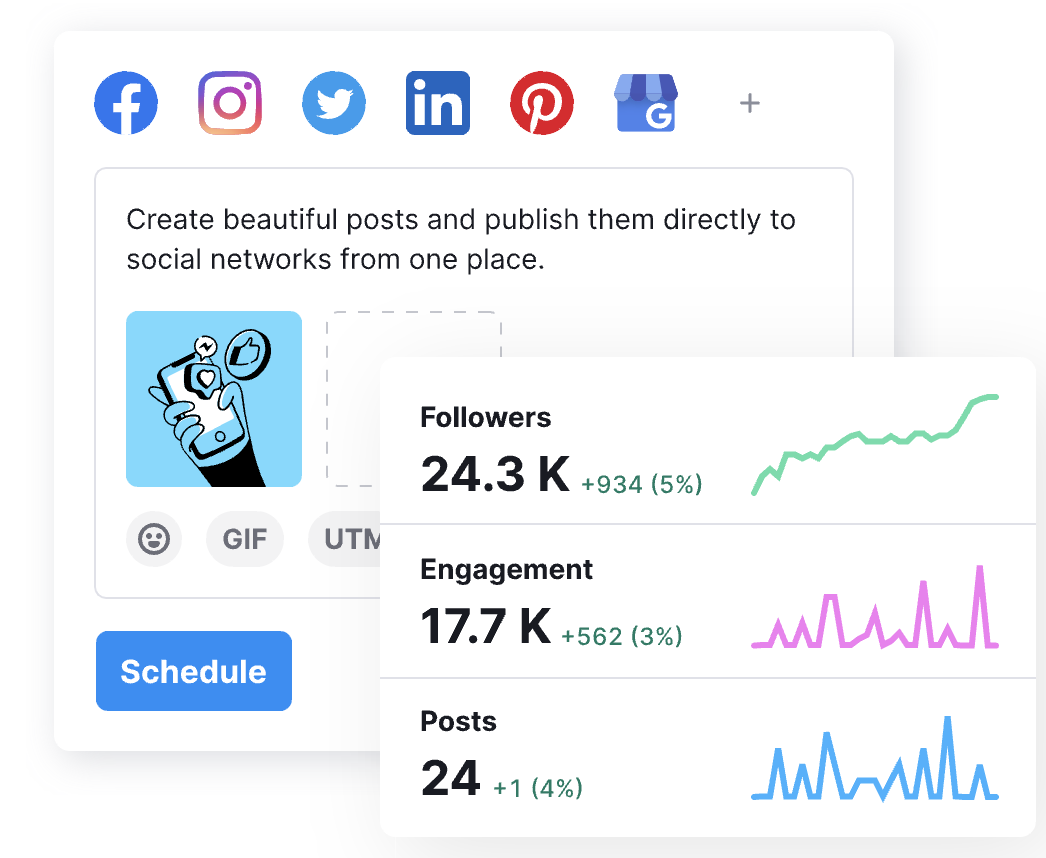 Create beautiful posts and publish them directly to
social networks from one place.
GIF
UTM
Schedule
Followers
24.3 K +934 (5%)
Engagement
17.7 K +562 (3%)
Posts
24 +1 (4%)